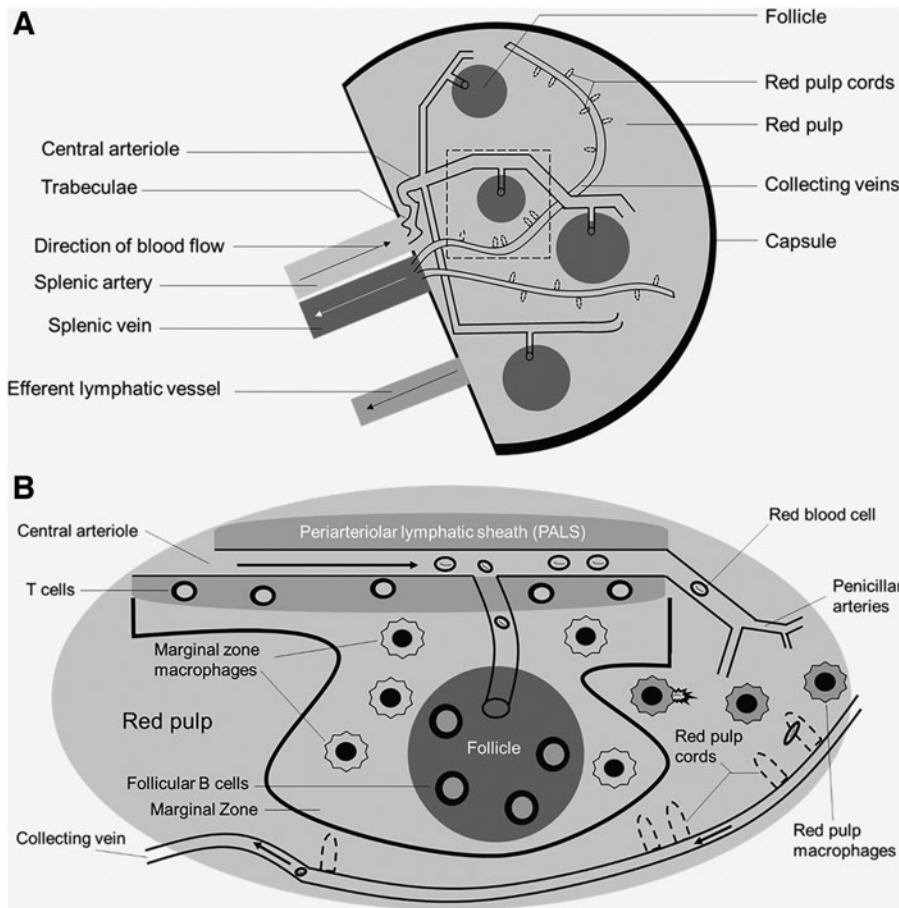 A
Follicle
Red pulp cords
Red pulp
Collecting veins
Capsule
Central arteriole
Trabeculae
Direction of blood flow
Splenic artery
Splenic vein
Efferent lymphatic vessel
B
Central arteriole
Periarteriolar lymphatic sheath (PALS)
Red blood cell
T cells
Penicillar
arteries
Marginal zone
macrophages
Red pulp
Follicle
Red pulp
cords
Follicular B cells
Marginal Zone
Collecting vein
Red pulp
macrophages